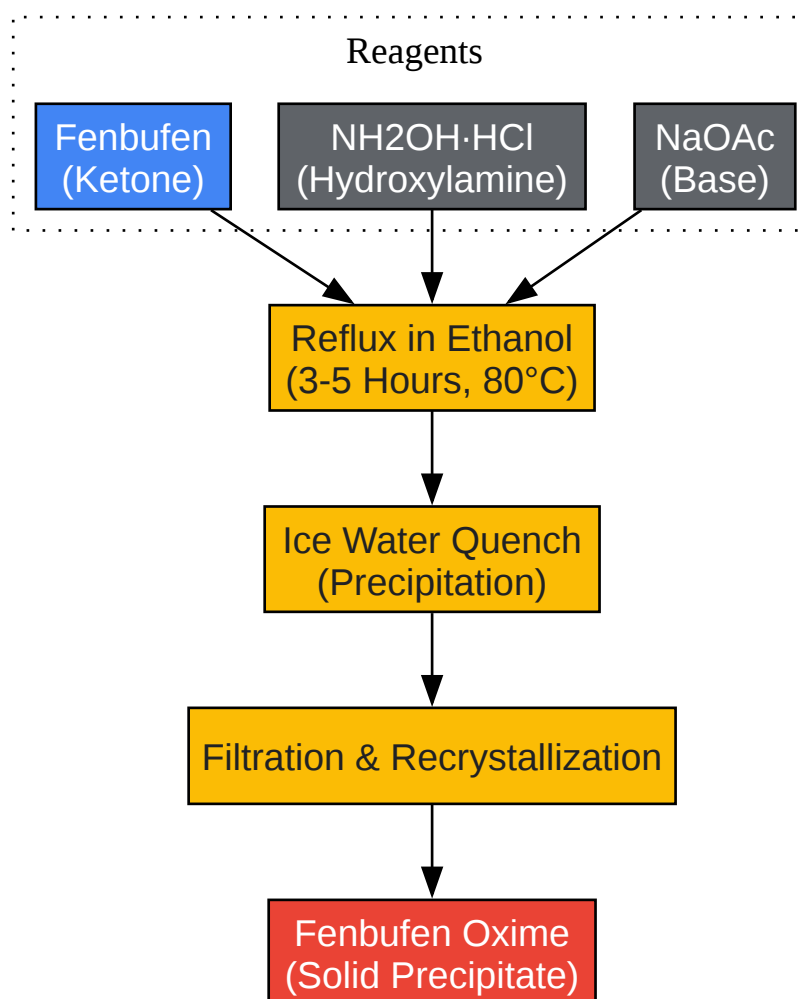 Reagents
Fenbufen
(Ketone)
NH2OH·HCl
(Hydroxylamine)
NaOAc
(Base)
Reflux in Ethanol
(3-5 Hours, 80°C)
Ice Water Quench
(Precipitation)
Filtration & Recrystallization
Fenbufen Oxime
(Solid Precipitate)